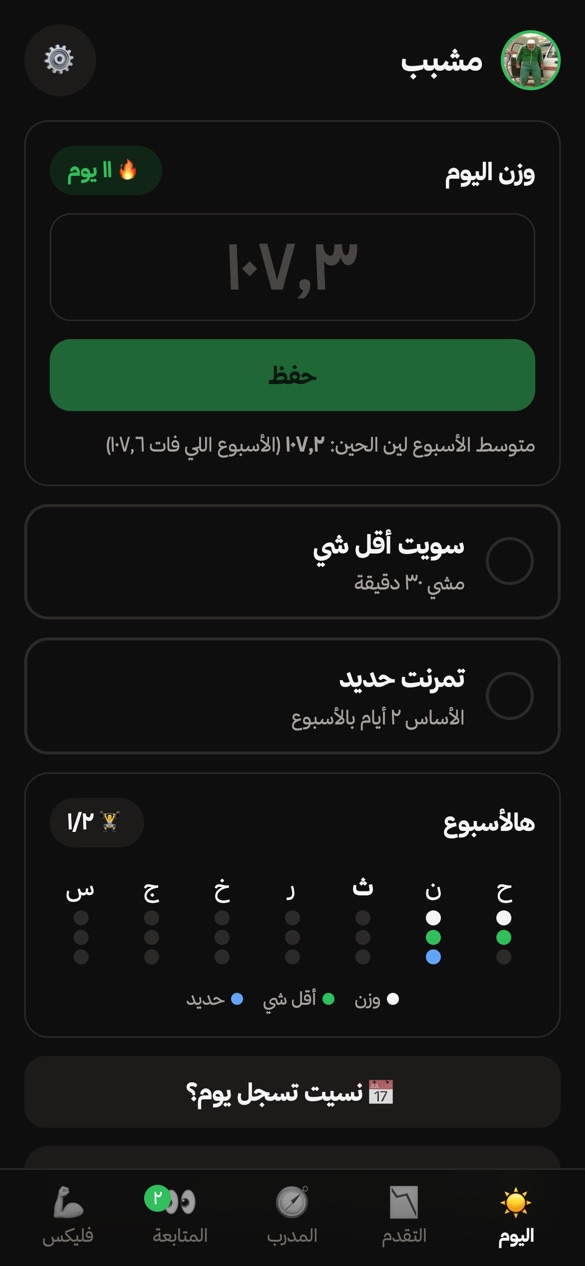 مشبب
وزن اليوم
🔥 ١١ يوم
١٠٧,٣
حفظ
متوسط الأسبوع لين الحين: ١٠٧,٢ (الأسبوع اللي فات ١٠٧,٦)
سويت أقل شي
مشي ٣٠ دقيقة
تمرنت حديد
الأساس ٢ أيام بالأسبوع
هالأسبوع
🏋️ ١/٢
ح ن ث ر خ ج س
وزن أقل شي حديد
📅 نسيت تسجل يوم؟
٢
اليوم التقدم المدرب المتابعة فليكس